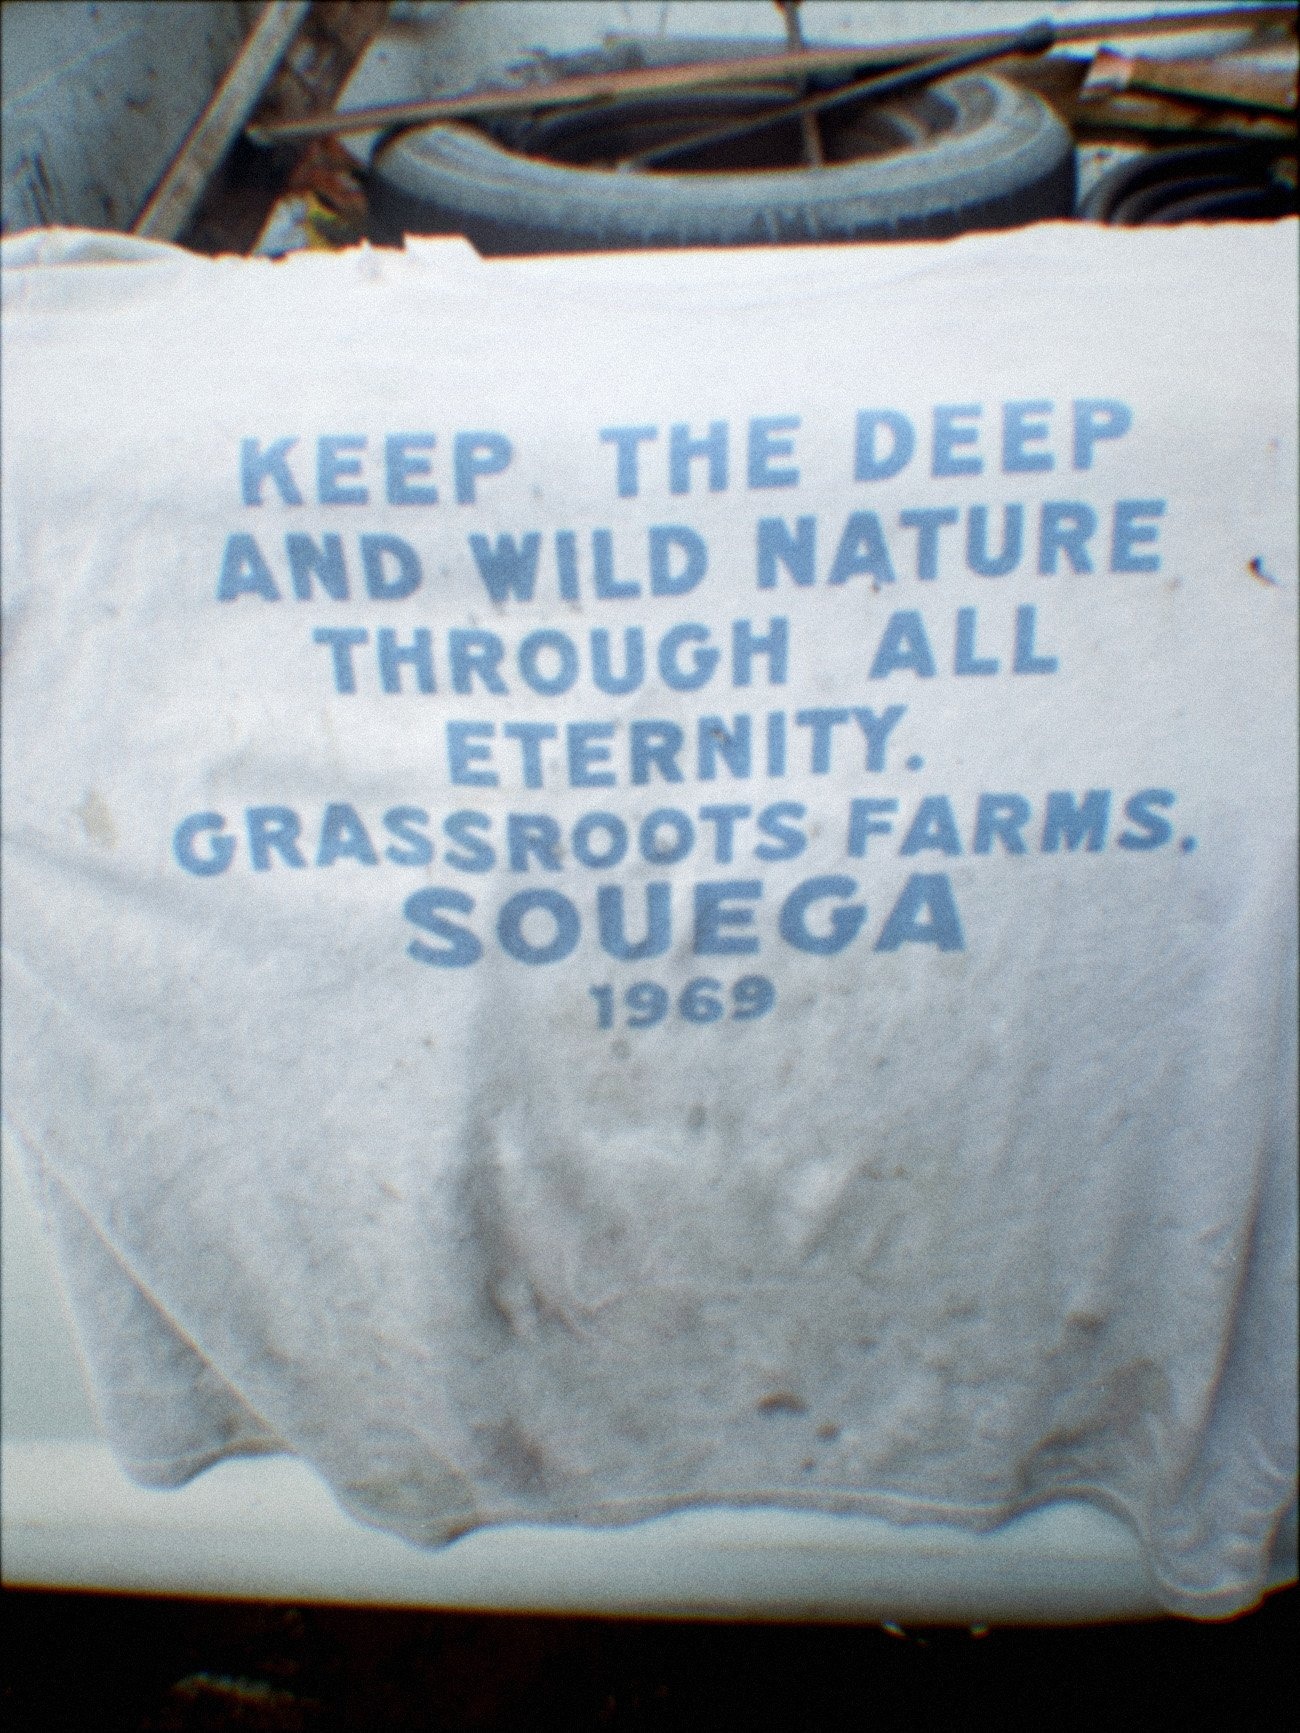 KEEP THE DEEP
AND WILD NATURE
THROUGH ALL
ETERNITY.
GRASSROOTS FARMS.
SOUEGA
1969